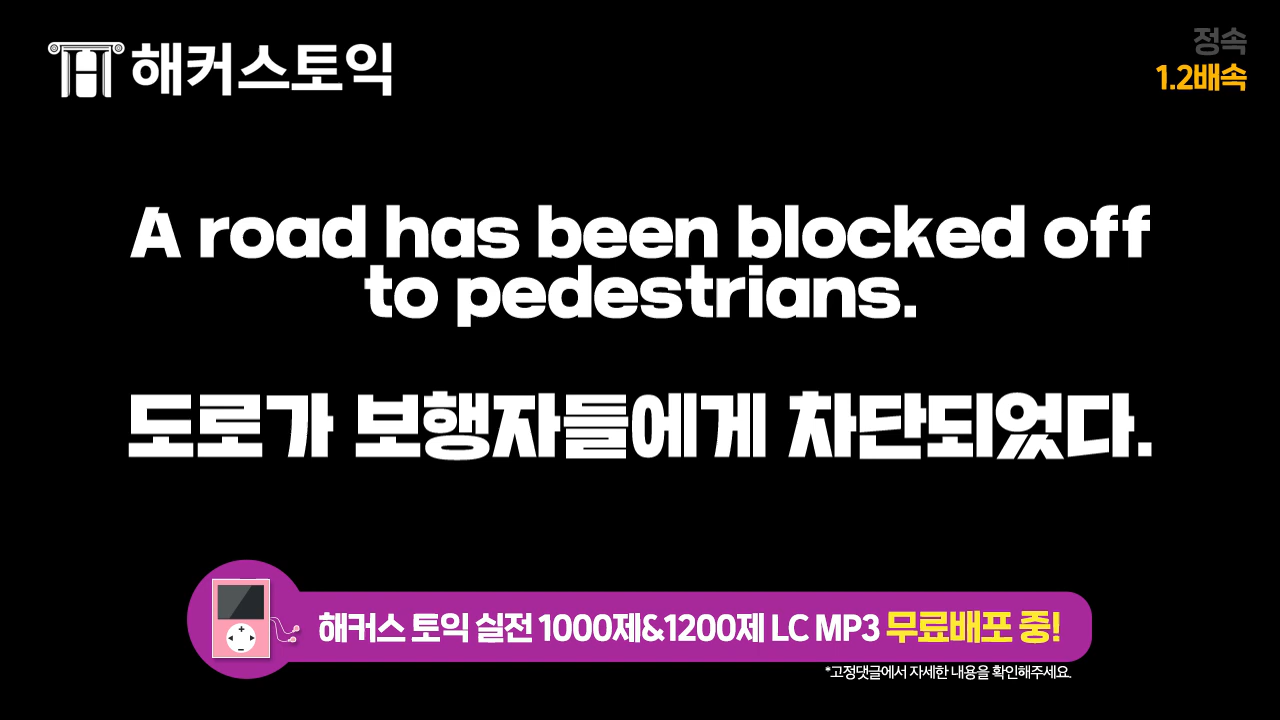 해커스토익
정속
1.2배속
A road has been blocked off
to pedestrians.
도로가 보행자들에게 차단되었다.
해커스 토익 실전 1000제&1200제 LC MP3 무료배포 중!
*고정댓글에서 자세한 내용을 확인해주세요.